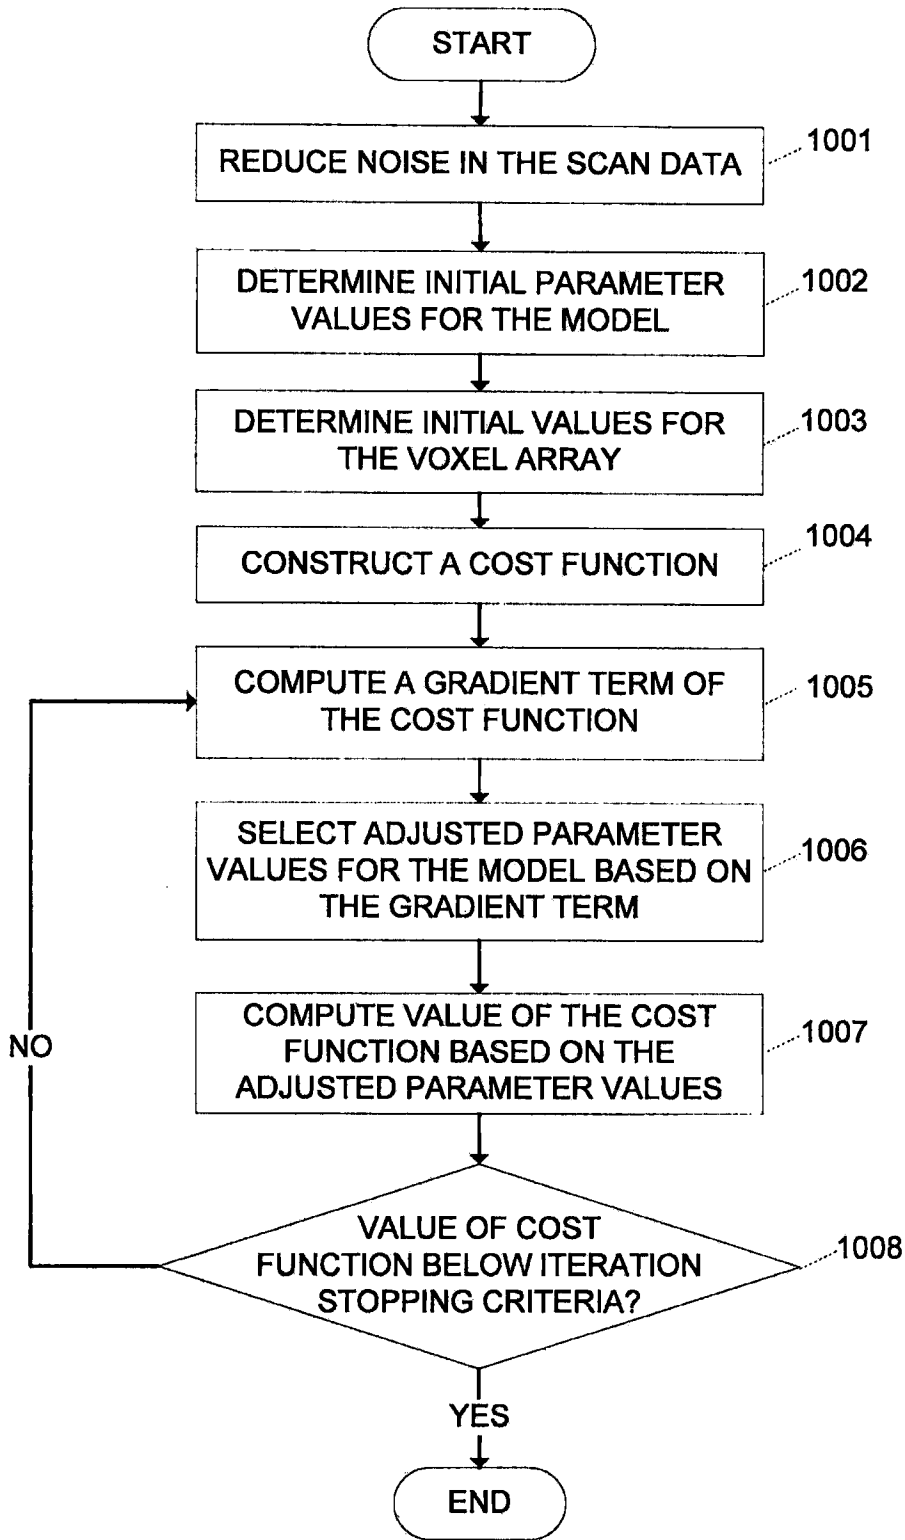 START
REDUCE NOISE IN THE SCAN DATA
1001
DETERMINE INITIAL PARAMETER
VALUES FOR THE MODEL
1002
DETERMINE INITIAL VALUES FOR
THE VOXEL ARRAY
1003
CONSTRUCT A COST FUNCTION
1004
COMPUTE A GRADIENT TERM OF
THE COST FUNCTION
1005
SELECT ADJUSTED PARAMETER
VALUES FOR THE MODEL BASED ON
THE GRADIENT TERM
1006
COMPUTE VALUE OF THE COST
FUNCTION BASED ON THE
ADJUSTED PARAMETER VALUES
1007
NO
VALUE OF COST
FUNCTION BELOW ITERATION
STOPPING CRITERIA?
1008
YES
END